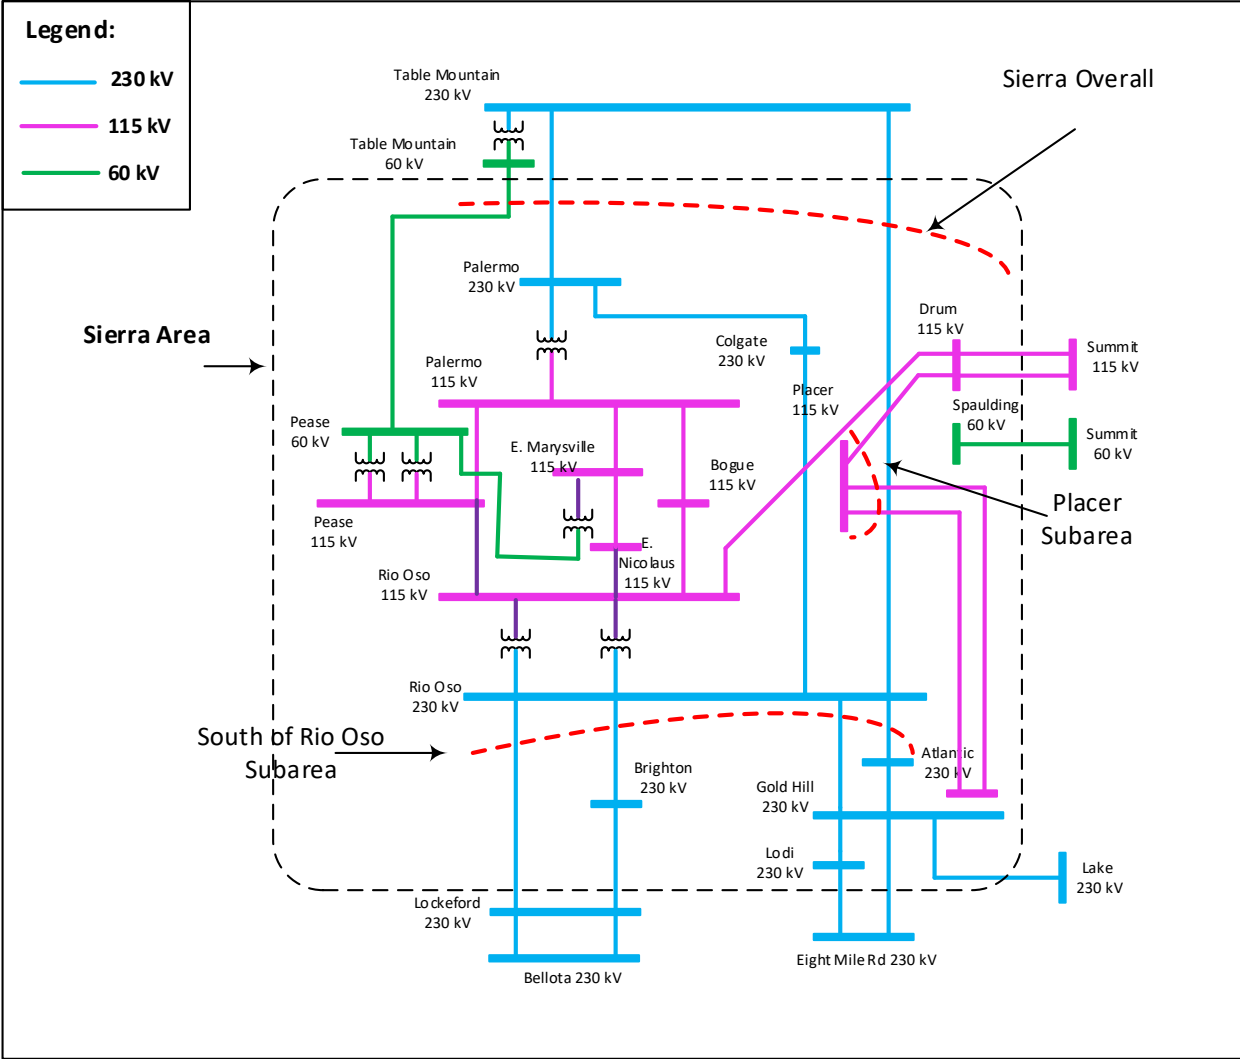 Legend:
230 kV
115 kV
60 kV
Table Mountain
230 kV
Sierra Overall
Table Mountain
60 kV
Palermo
230 kV
Sierra Area
Colgate
230 kV
Drum
115 kV
Summit
115 kV
Palermo
115 kV
Placer
115 kV
Spaulding
60 kV
Summit
60 kV
Pease
60 kV
E. Marysville
115 kV
Bogue
115 kV
Pease
115 kV
Placer
Subarea
E.
Nicolaus
115 kV
Rio Oso
115 kV
Rio Oso
230 kV
South of Rio Oso
Subarea
Brighton
230 kV
Atlantic
230 kV
Gold Hill
230 kV
Lodi
230 kV
Lake
230 kV
Lockeford
230 kV
Eight Mile Rd 230 kV
Bellota 230 kV